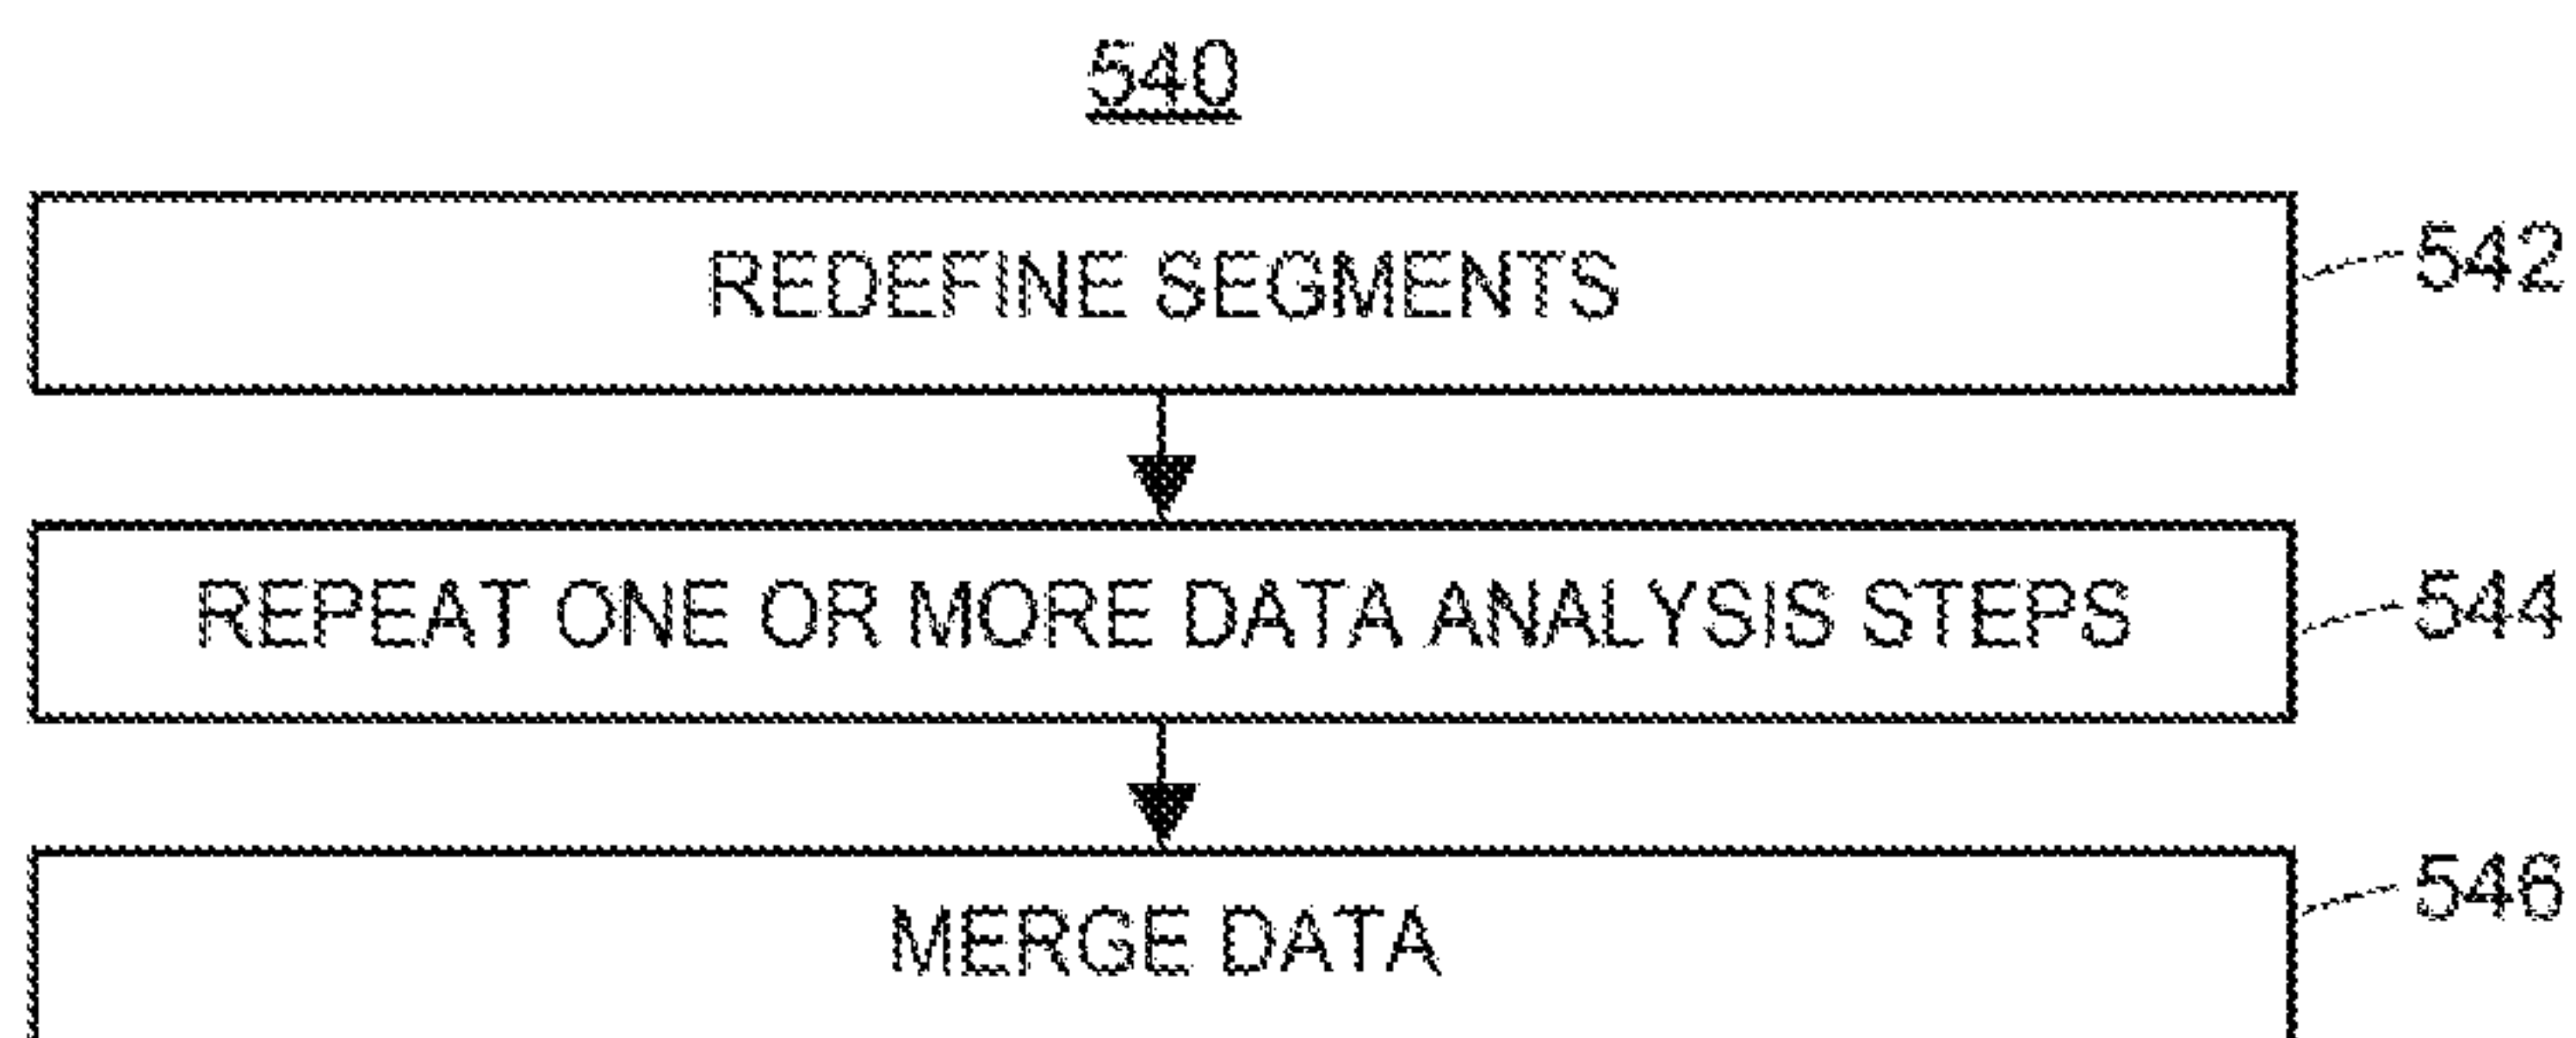 540
REDEFINE SEGMENTS
542
REPEAT ONE OR MORE DATA ANALYSIS STEPS
544
MERGE DATA
546